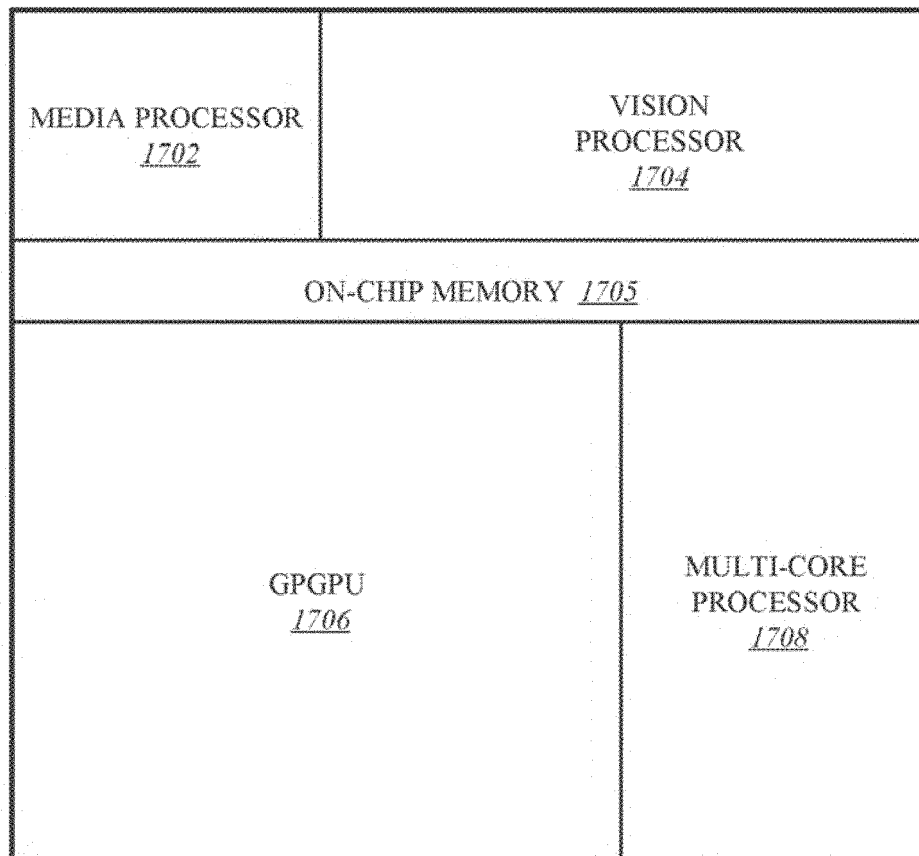 MEDIA PROCESSOR
1702
VISION
PROCESSOR
1704
ON-CHIP MEMORY 1705
GPGPU
1706
MULTI-CORE
PROCESSOR
1708